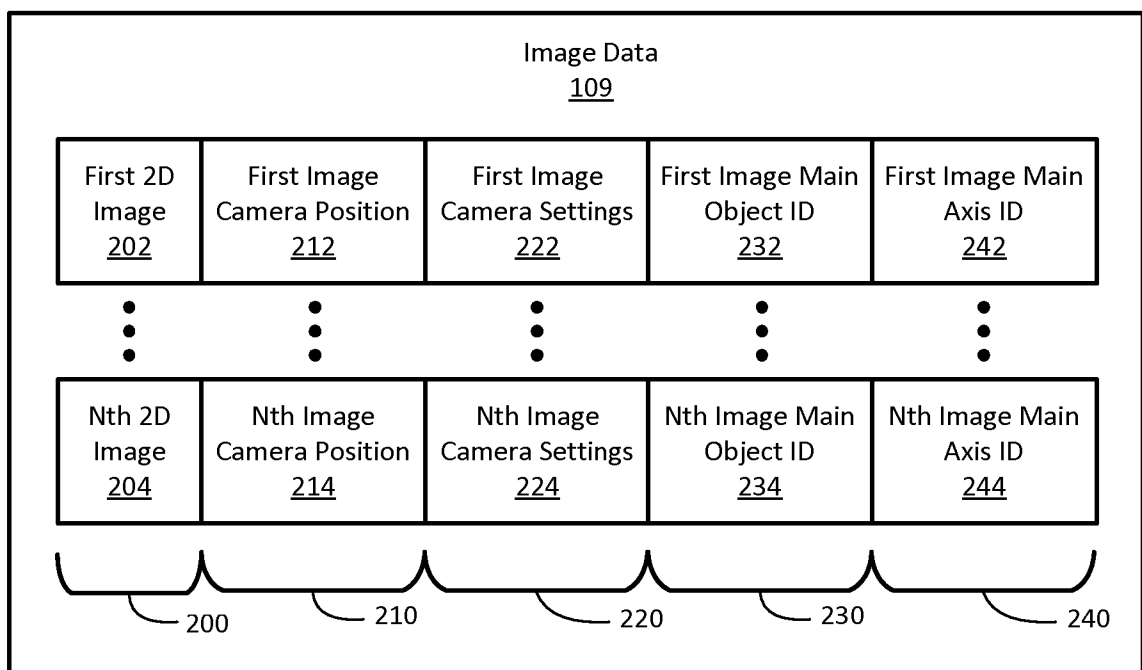 Image Data
109
First 2D
Image
202
First Image
Camera Position
212
First Image
Camera Settings
222
First Image Main
Object ID
232
First Image Main
Axis ID
242
Nth 2D
Image
204
Nth Image
Camera Position
214
Nth Image
Camera Settings
224
Nth Image Main
Object ID
234
Nth Image Main
Axis ID
244
200
210
220
230
240